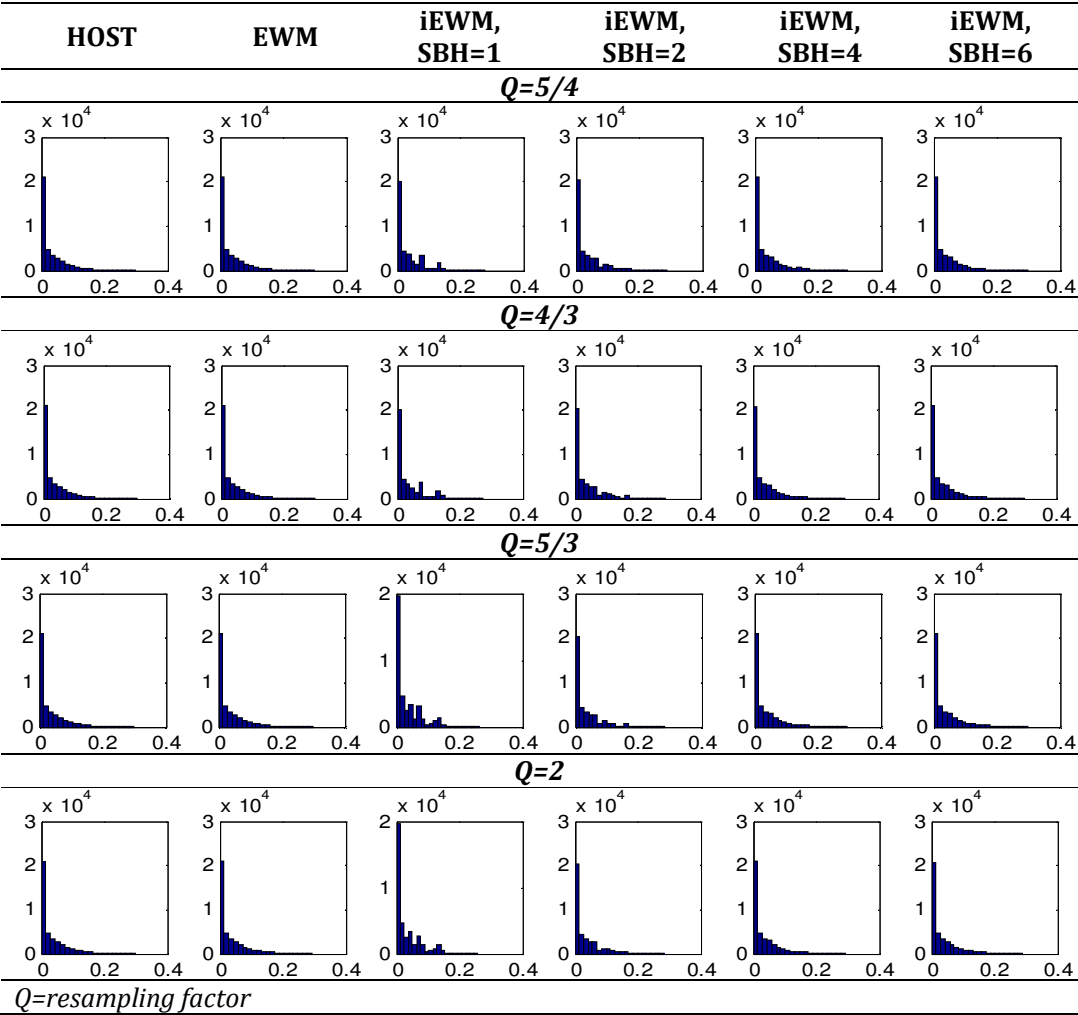 HOST EWM iEWM, SBH=1 iEWM, SBH=2 iEWM, SBH=4 iEWM, SBH=6
Q=5/4
x 10^4 x 10^4 x 10^4 x 10^4 x 10^4 x 10^4
3 3 3 3 3 3
2 2 2 2 2 2
1 1 1 1 1 1
0 0 0 0 0 0
0 0.2 0.4 0 0.2 0.4 0 0.2 0.4 0 0.2 0.4 0 0.2 0.4 0 0.2 0.4
Q=4/3
x 10^4 x 10^4 x 10^4 x 10^4 x 10^4 x 10^4
3 3 3 3 3 3
2 2 2 2 2 2
1 1 1 1 1 1
0 0 0 0 0 0
0 0.2 0.4 0 0.2 0.4 0 0.2 0.4 0 0.2 0.4 0 0.2 0.4 0 0.2 0.4
Q=5/3
x 10^4 x 10^4 x 10^4 x 10^4 x 10^4 x 10^4
3 3 2 3 3 3
2 2 1 2 2 2
1 1 0 1 1 1
0 0 0 0 0
0 0.2 0.4 0 0.2 0.4 0 0.2 0.4 0 0.2 0.4 0 0.2 0.4 0 0.2 0.4
Q=2
x 10^4 x 10^4 x 10^4 x 10^4 x 10^4 x 10^4
3 3 2 3 3 3
2 2 1 2 2 2
1 1 0 1 1 1
0 0 0 0 0
0 0.2 0.4 0 0.2 0.4 0 0.2 0.4 0 0.2 0.4 0 0.2 0.4 0 0.2 0.4
Q=resampling factor